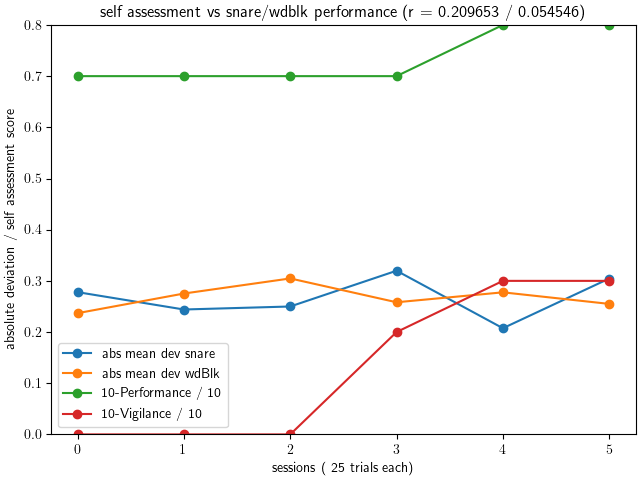 self assessment vs snare/wdblk performance (r = 0.209653 / 0.054546)
absolute deviation / self assessment score
0.8
0.7
0.6
0.5
0.4
0.3
0.2
0.1
0.0
abs mean dev snare
abs mean dev wdBlk
10-Performance / 10
10-Vigilance / 10
0 1 2 3 4 5
sessions ( 25 trials each)